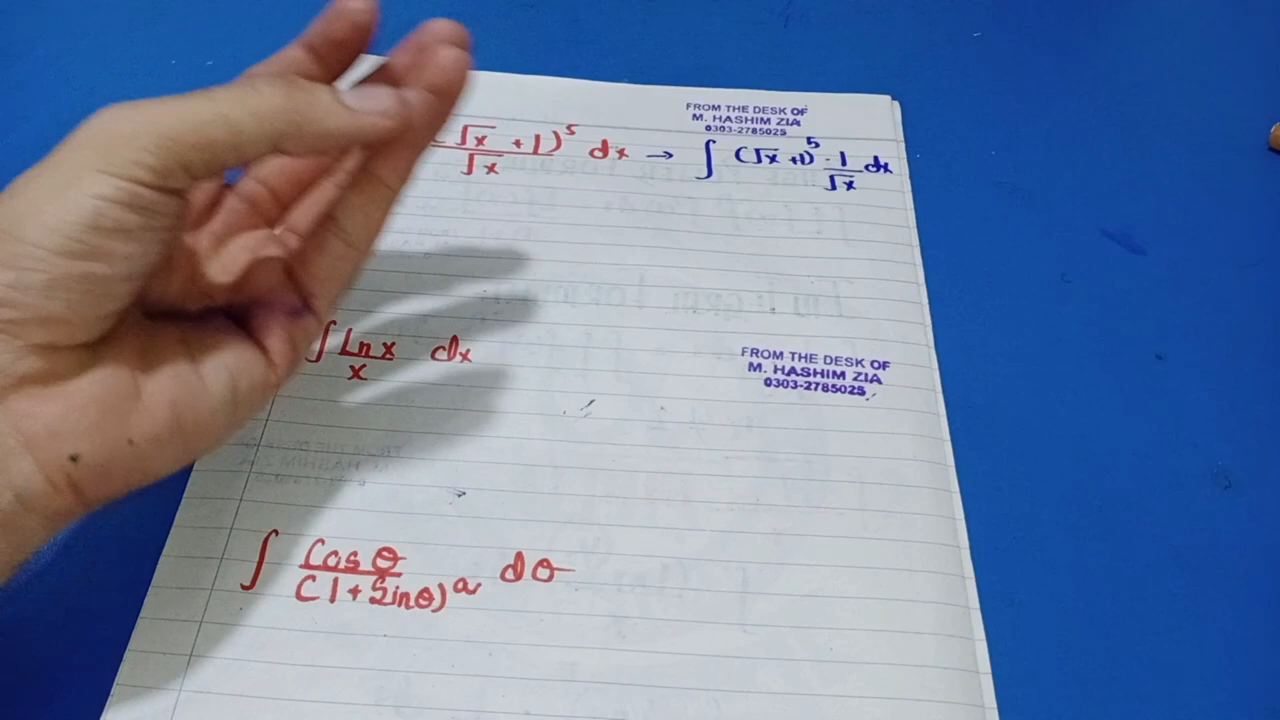 FROM THE DESK OF
M. HASHIM ZIA
0303-2785025
(√x + 1)^5 / √x dx → ∫ (√x + 1)^5 · 1/√x dx
∫ Ln x / x dx
FROM THE DESK OF
M. HASHIM ZIA
0303-2785025
∫ Cos θ / (1 + Sin θ)^a dθ